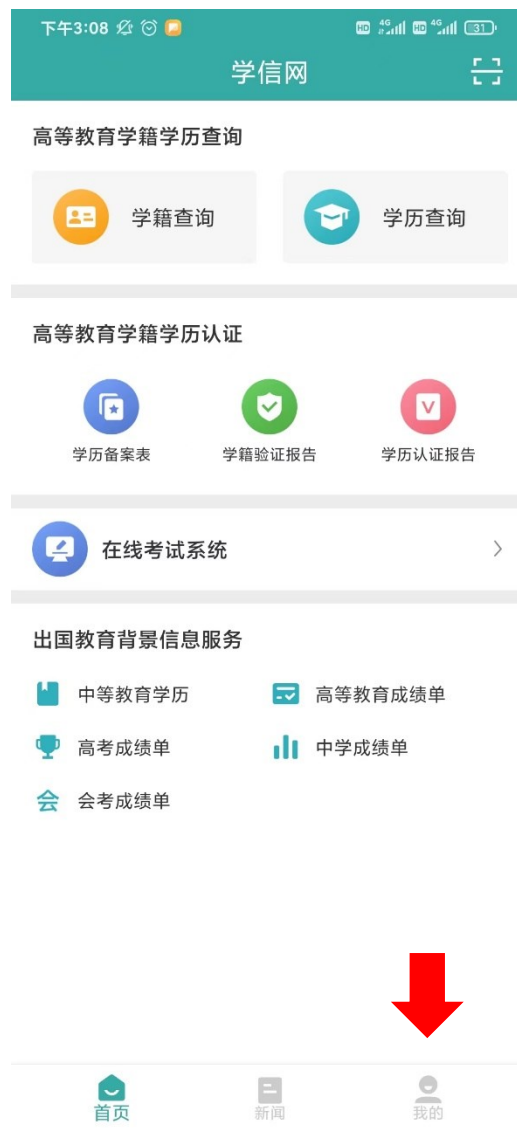 下午3:08 HD 4G HD 4G 31
学信网
高等教育学籍学历查询
学籍查询 学历查询
高等教育学籍学历认证
学历备案表 学籍验证报告 学历认证报告
在线考试系统
出国教育背景信息服务
中等教育学历 高等教育成绩单
高考成绩单 中学成绩单
会 会考成绩单
首页 新闻 我的